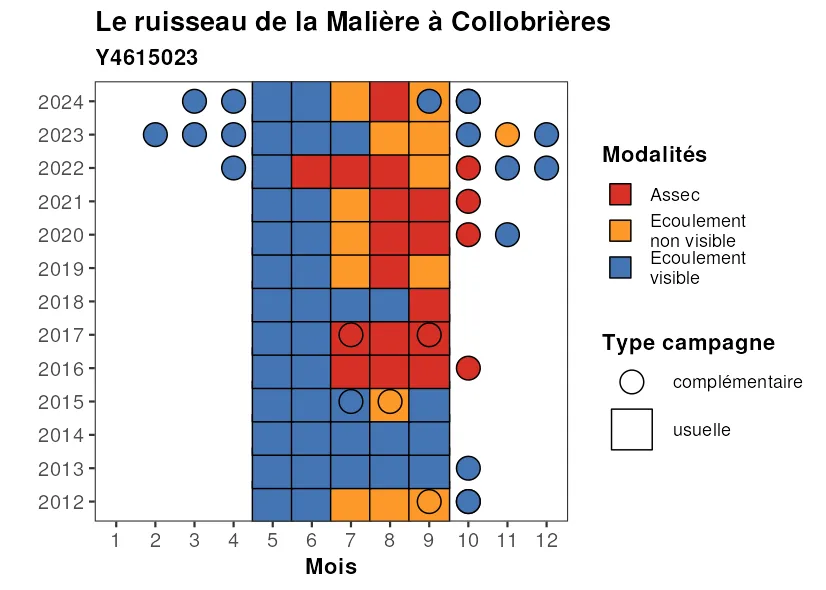 Le ruisseau de la Malière à Collobrières
Y4615023
2024
2023
2022
2021
2020
2019
2018
2017
2016
2015
2014
2013
2012
1 2 3 4 5 6 7 8 9 10 11 12
Mois
Modalités
Assec
Ecoulement
non visible
Ecoulement
visible
Type campagne
complémentaire
usuelle